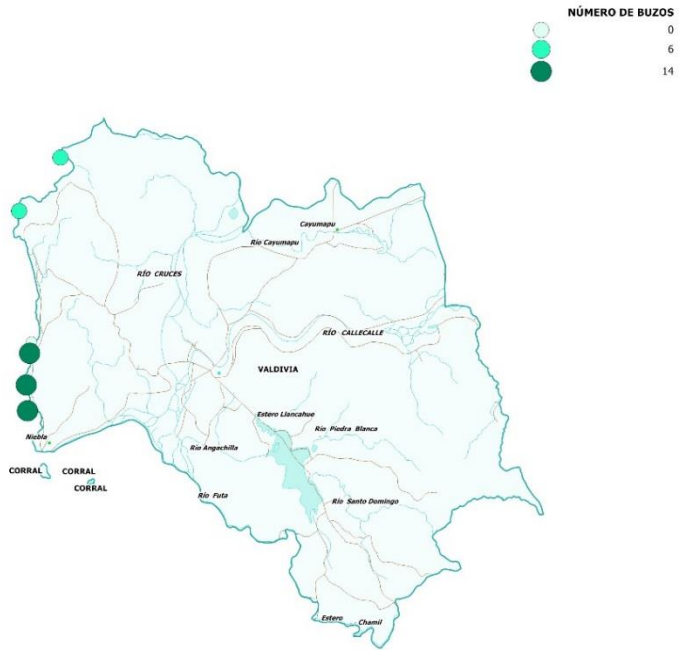 NÚMERO DE BUZOS
0
6
14
Cayumapu
Río Cayumapu
RÍO CRUCES
RÍO CALLECALLE
VALDIVIA
Estero Llancahue
Río Piedra Blanca
Niebla
Río Angachilla
CORRAL
CORRAL
CORRAL
Río Futa
Río Santo Domingo
Estero Chamil